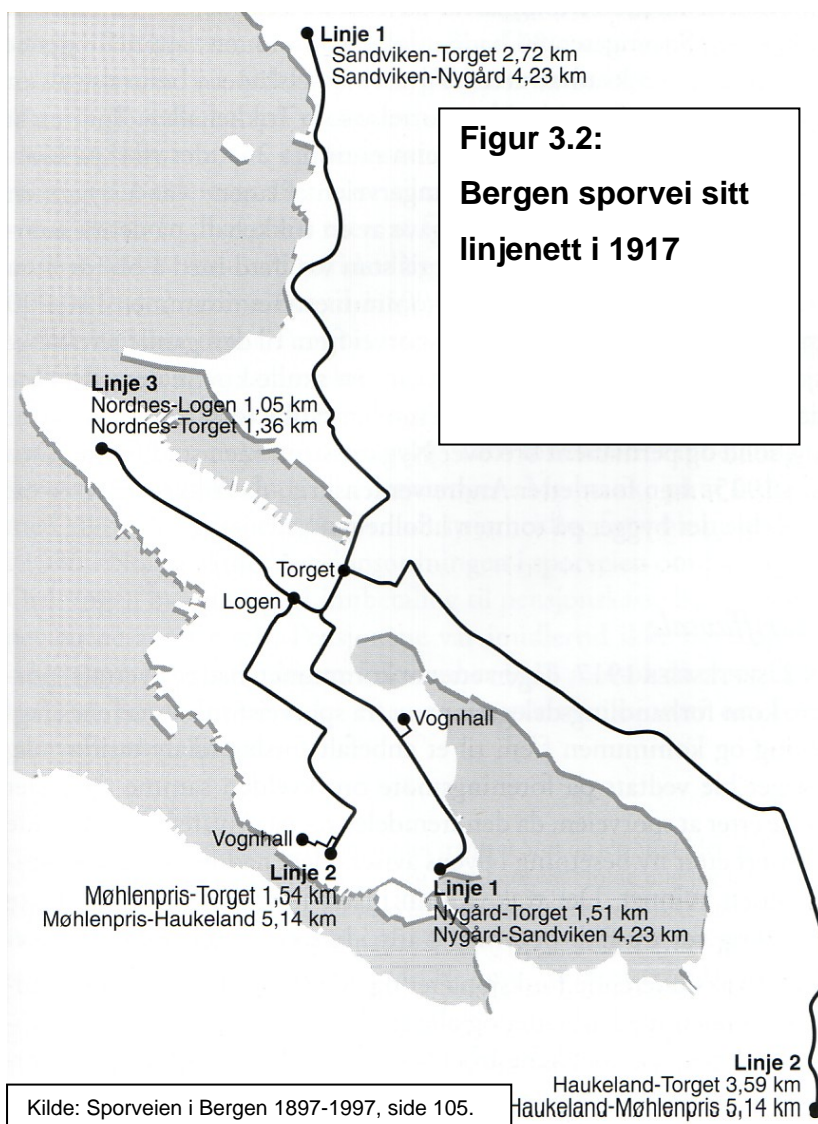 Linje 1
Sandviken-Torget 2,72 km
Sandviken-Nygård 4,23 km
Figur 3.2:
Bergen sporvei sitt
linjenett i 1917
Linje 3
Nordnes-Logen 1,05 km
Nordnes-Torget 1,36 km
Torget
Logen
Vognhall
Vognhall
Linje 2
Møhlenpris-Torget 1,54 km
Møhlenpris-Haukeland 5,14 km
Linje 1
Nygård-Torget 1,51 km
Nygård-Sandviken 4,23 km
Linje 2
Haukeland-Torget 3,59 km
Haukeland-Møhlenpris 5,14 km
Kilde: Sporveien i Bergen 1897-1997, side 105.